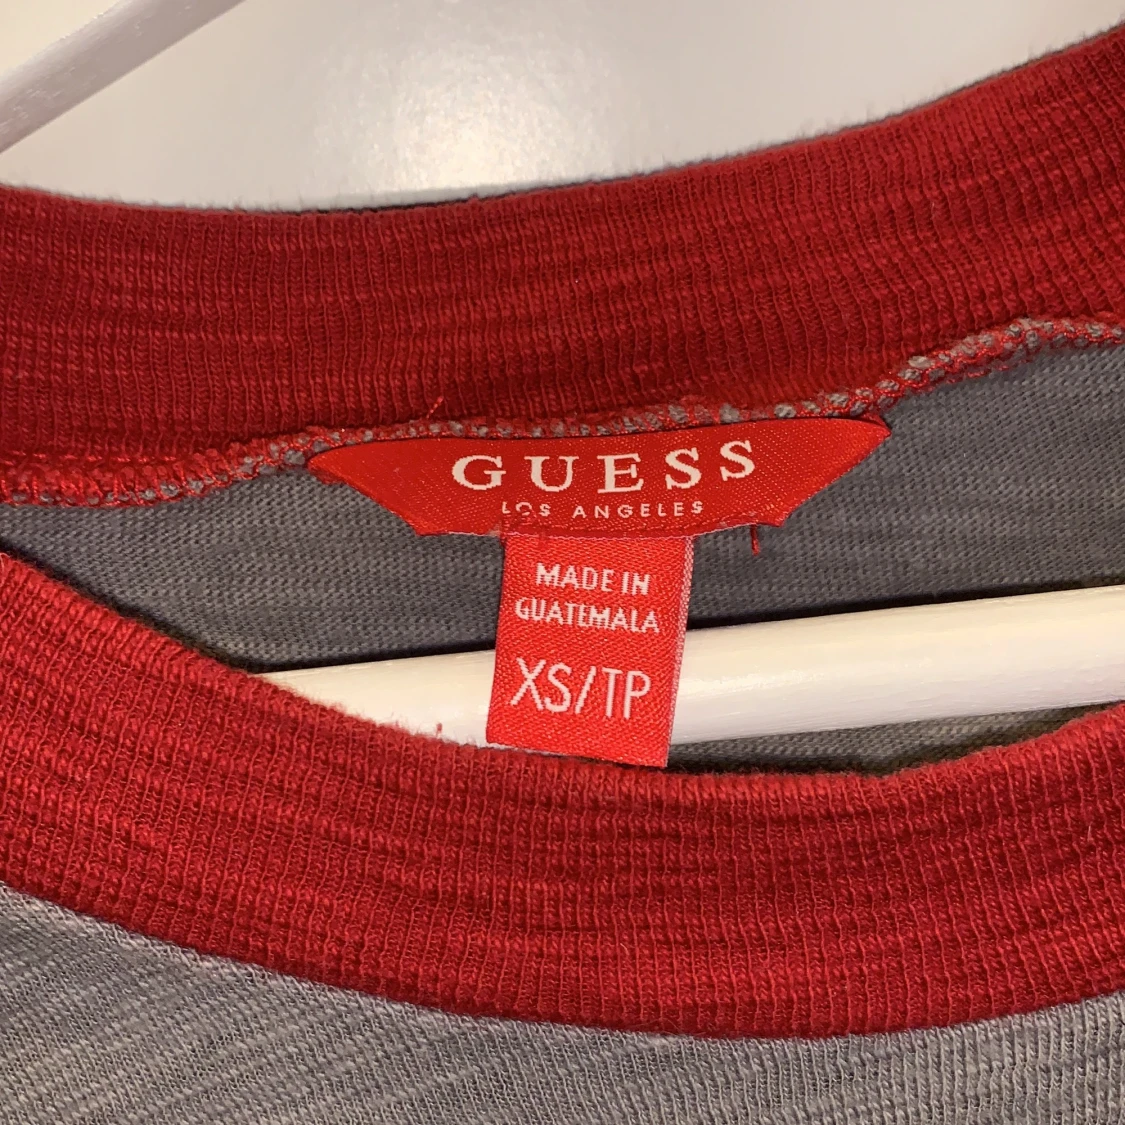 GUESS
LOS ANGELES
MADE IN
GUATEMALA
XS/TP